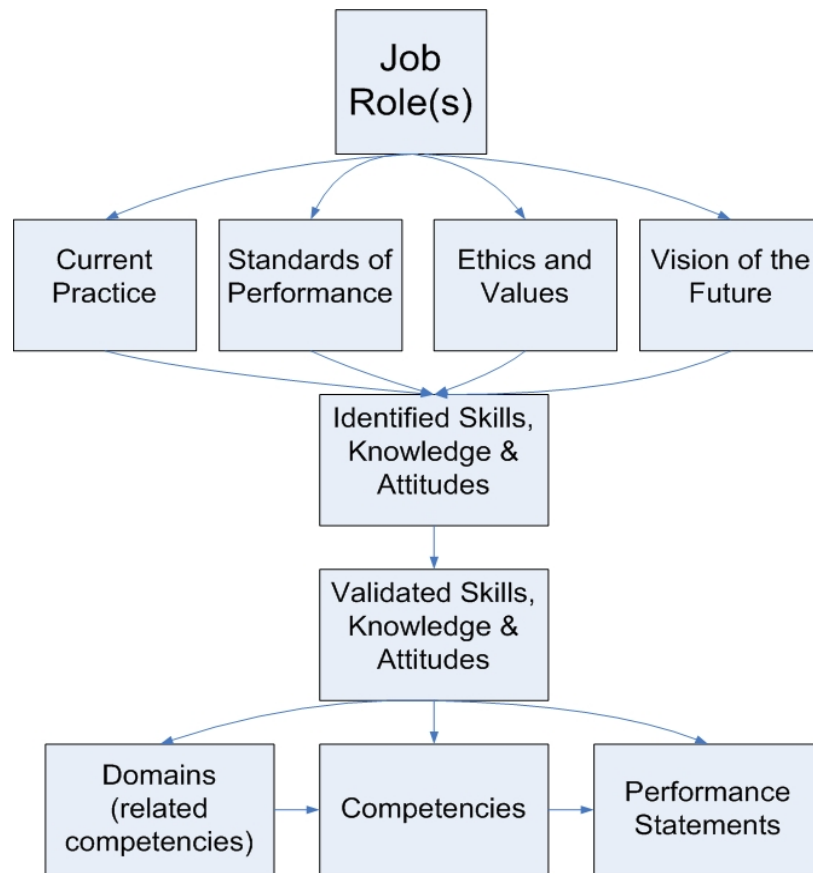 Job
Role(s)
Current
Practice
Standards of
Performance
Ethics and
Values
Vision of the
Future
Identified Skills,
Knowledge &
Attitudes
Validated Skills,
Knowledge &
Attitudes
Domains
(related
competencies)
Competencies
Performance
Statements